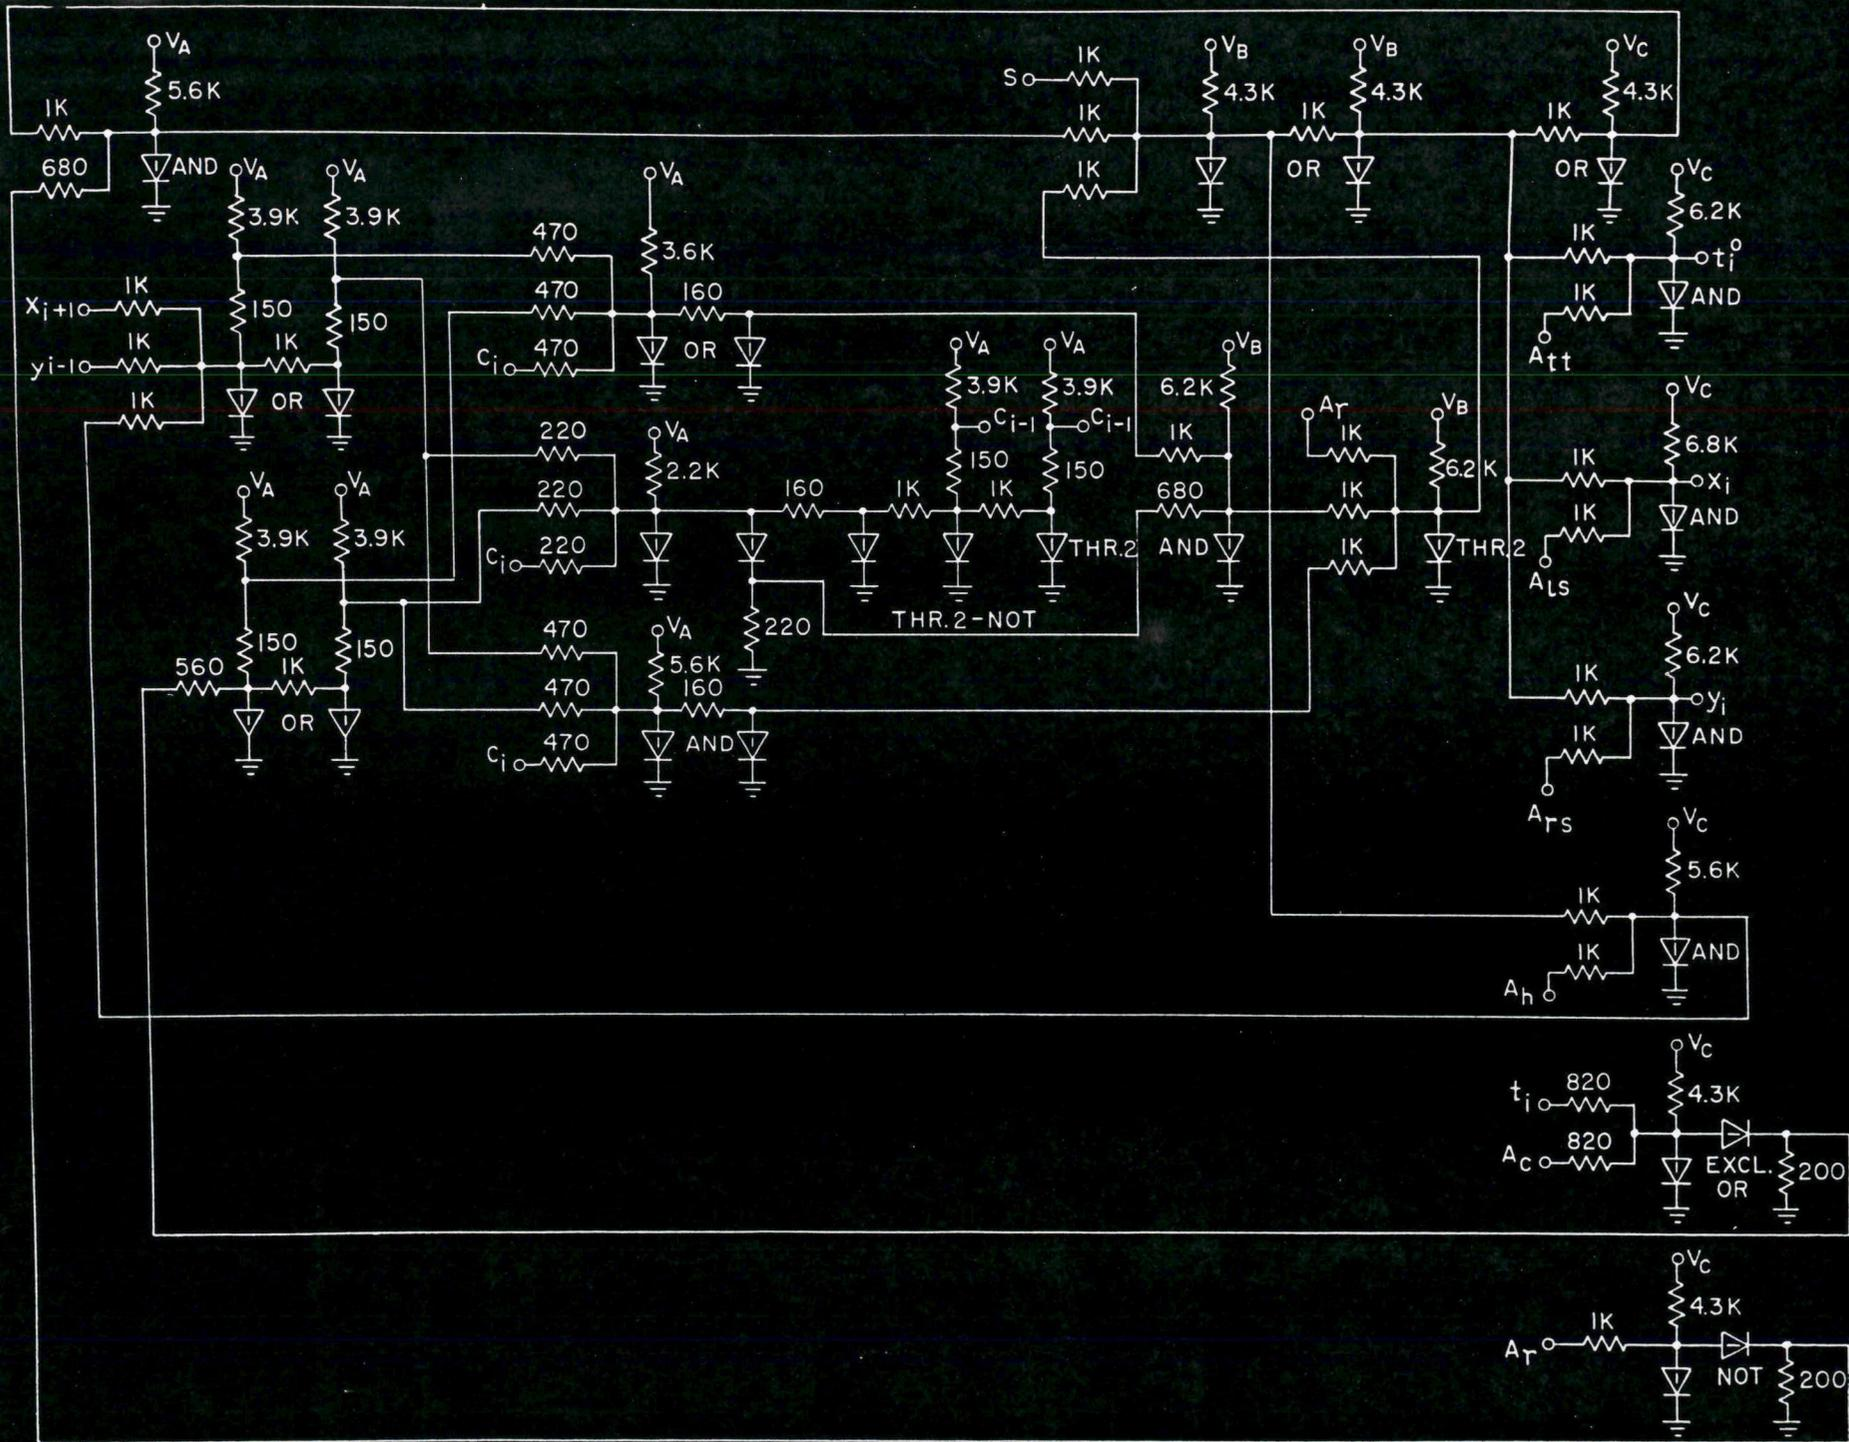 VA
5.6K
1K
680
AND
S
1K
1K
1K
VB
4.3K
1K
OR
VB
4.3K
1K
OR
VC
4.3K
VA
3.9K
VA
3.9K
150
150
xi+1
1K
yi-1
1K
1K
1K
OR
470
470
Ci
470
VA
3.6K
160
OR
VC
6.2K
1K
ti°
1K
AND
Att
VA
3.9K
Ci-1
150
VA
3.9K
Ci-1
150
VB
6.2K
1K
680
AND
Ar
1K
1K
1K
VB
6.2K
THR.2
VC
6.8K
1K
xi
1K
AND
Als
220
220
Ci
220
VA
2.2K
160
1K
1K
THR.2
220
THR.2-NOT
VA
3.9K
VA
3.9K
150
150
560
1K
OR
470
470
Ci
470
VA
5.6K
160
AND
VC
6.2K
1K
yi
1K
AND
Ars
VC
5.6K
1K
1K
AND
Ah
VC
4.3K
ti
820
Ac
820
EXCL.
OR
200
VC
4.3K
Ar
1K
NOT
200